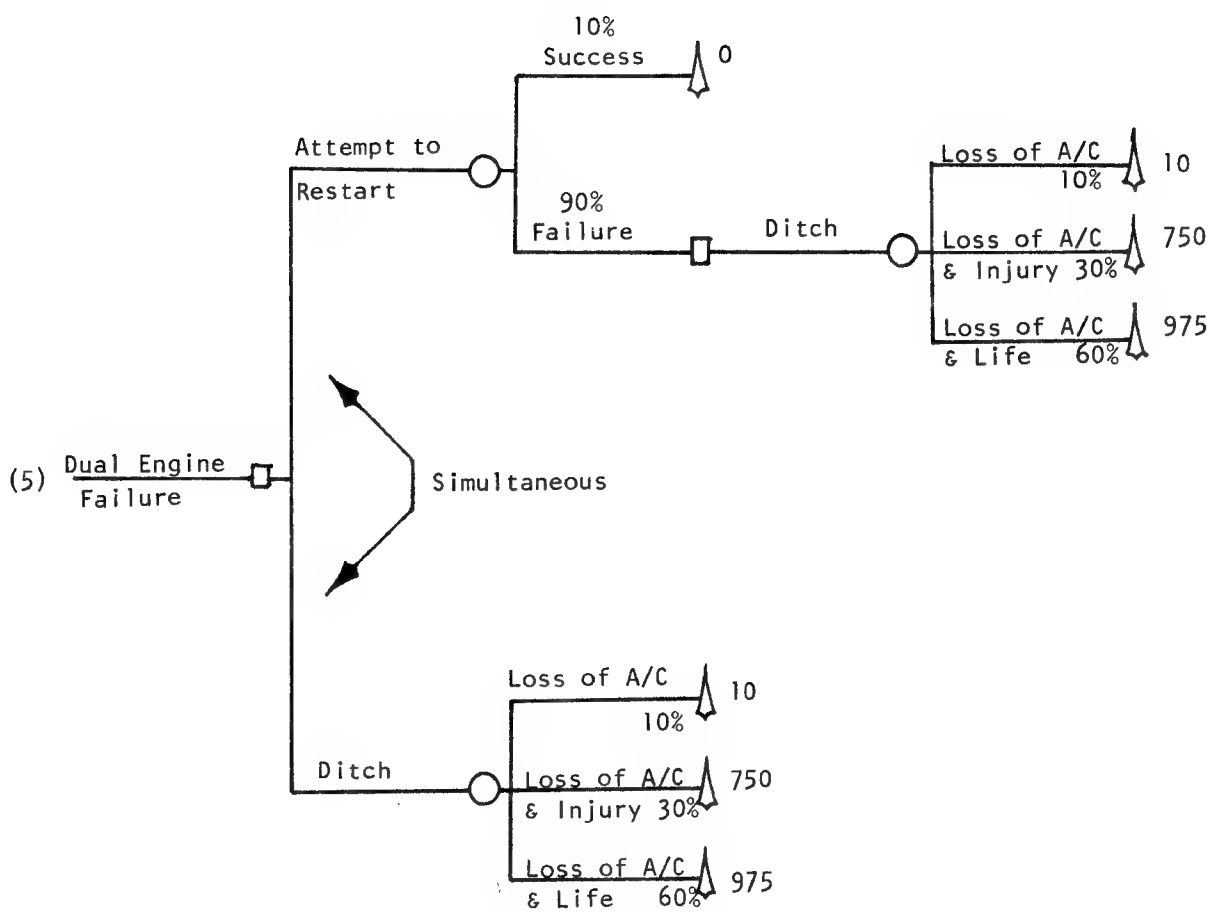 10%
Success 0
Attempt to
Restart
Loss of A/C 10
10%
90%
Failure
Ditch
Loss of A/C 750
& Injury 30%
Loss of A/C 975
& Life 60%
(5) Dual Engine
Failure
Simultaneous
Loss of A/C 10
10%
Ditch
Loss of A/C 750
& Injury 30%
Loss of A/C 975
& Life 60%